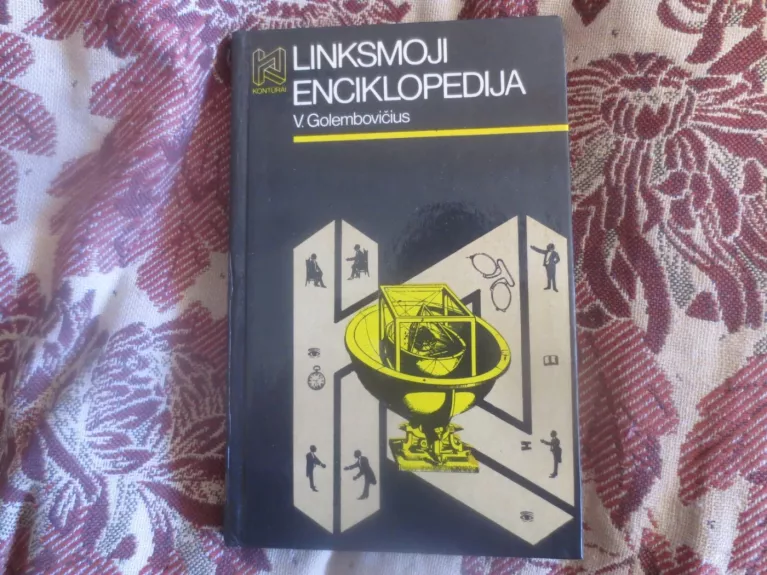 LINKSMOJI
ENCIKLOPEDIJA
V. Golembovičius
KONTŪRAI